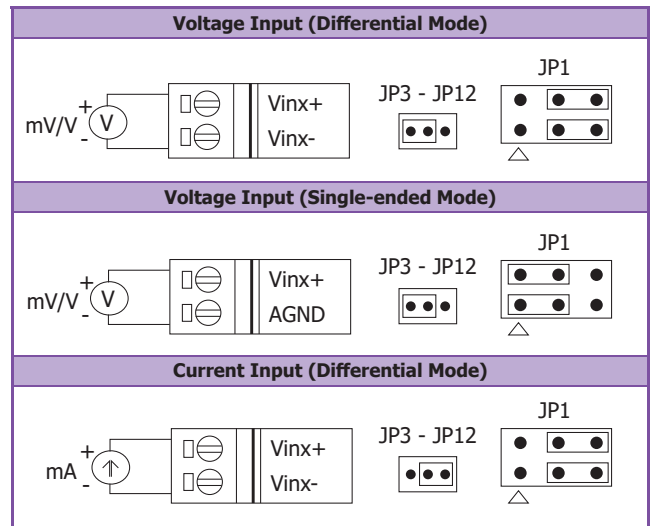 Voltage Input (Differential Mode)
JP1
JP3 - JP12
mV/V
+
-
V
Vinx+
Vinx-
Voltage Input (Single-ended Mode)
JP1
JP3 - JP12
mV/V
+
-
V
Vinx+
AGND
Current Input (Differential Mode)
JP1
JP3 - JP12
mA
+
-
Vinx+
Vinx-